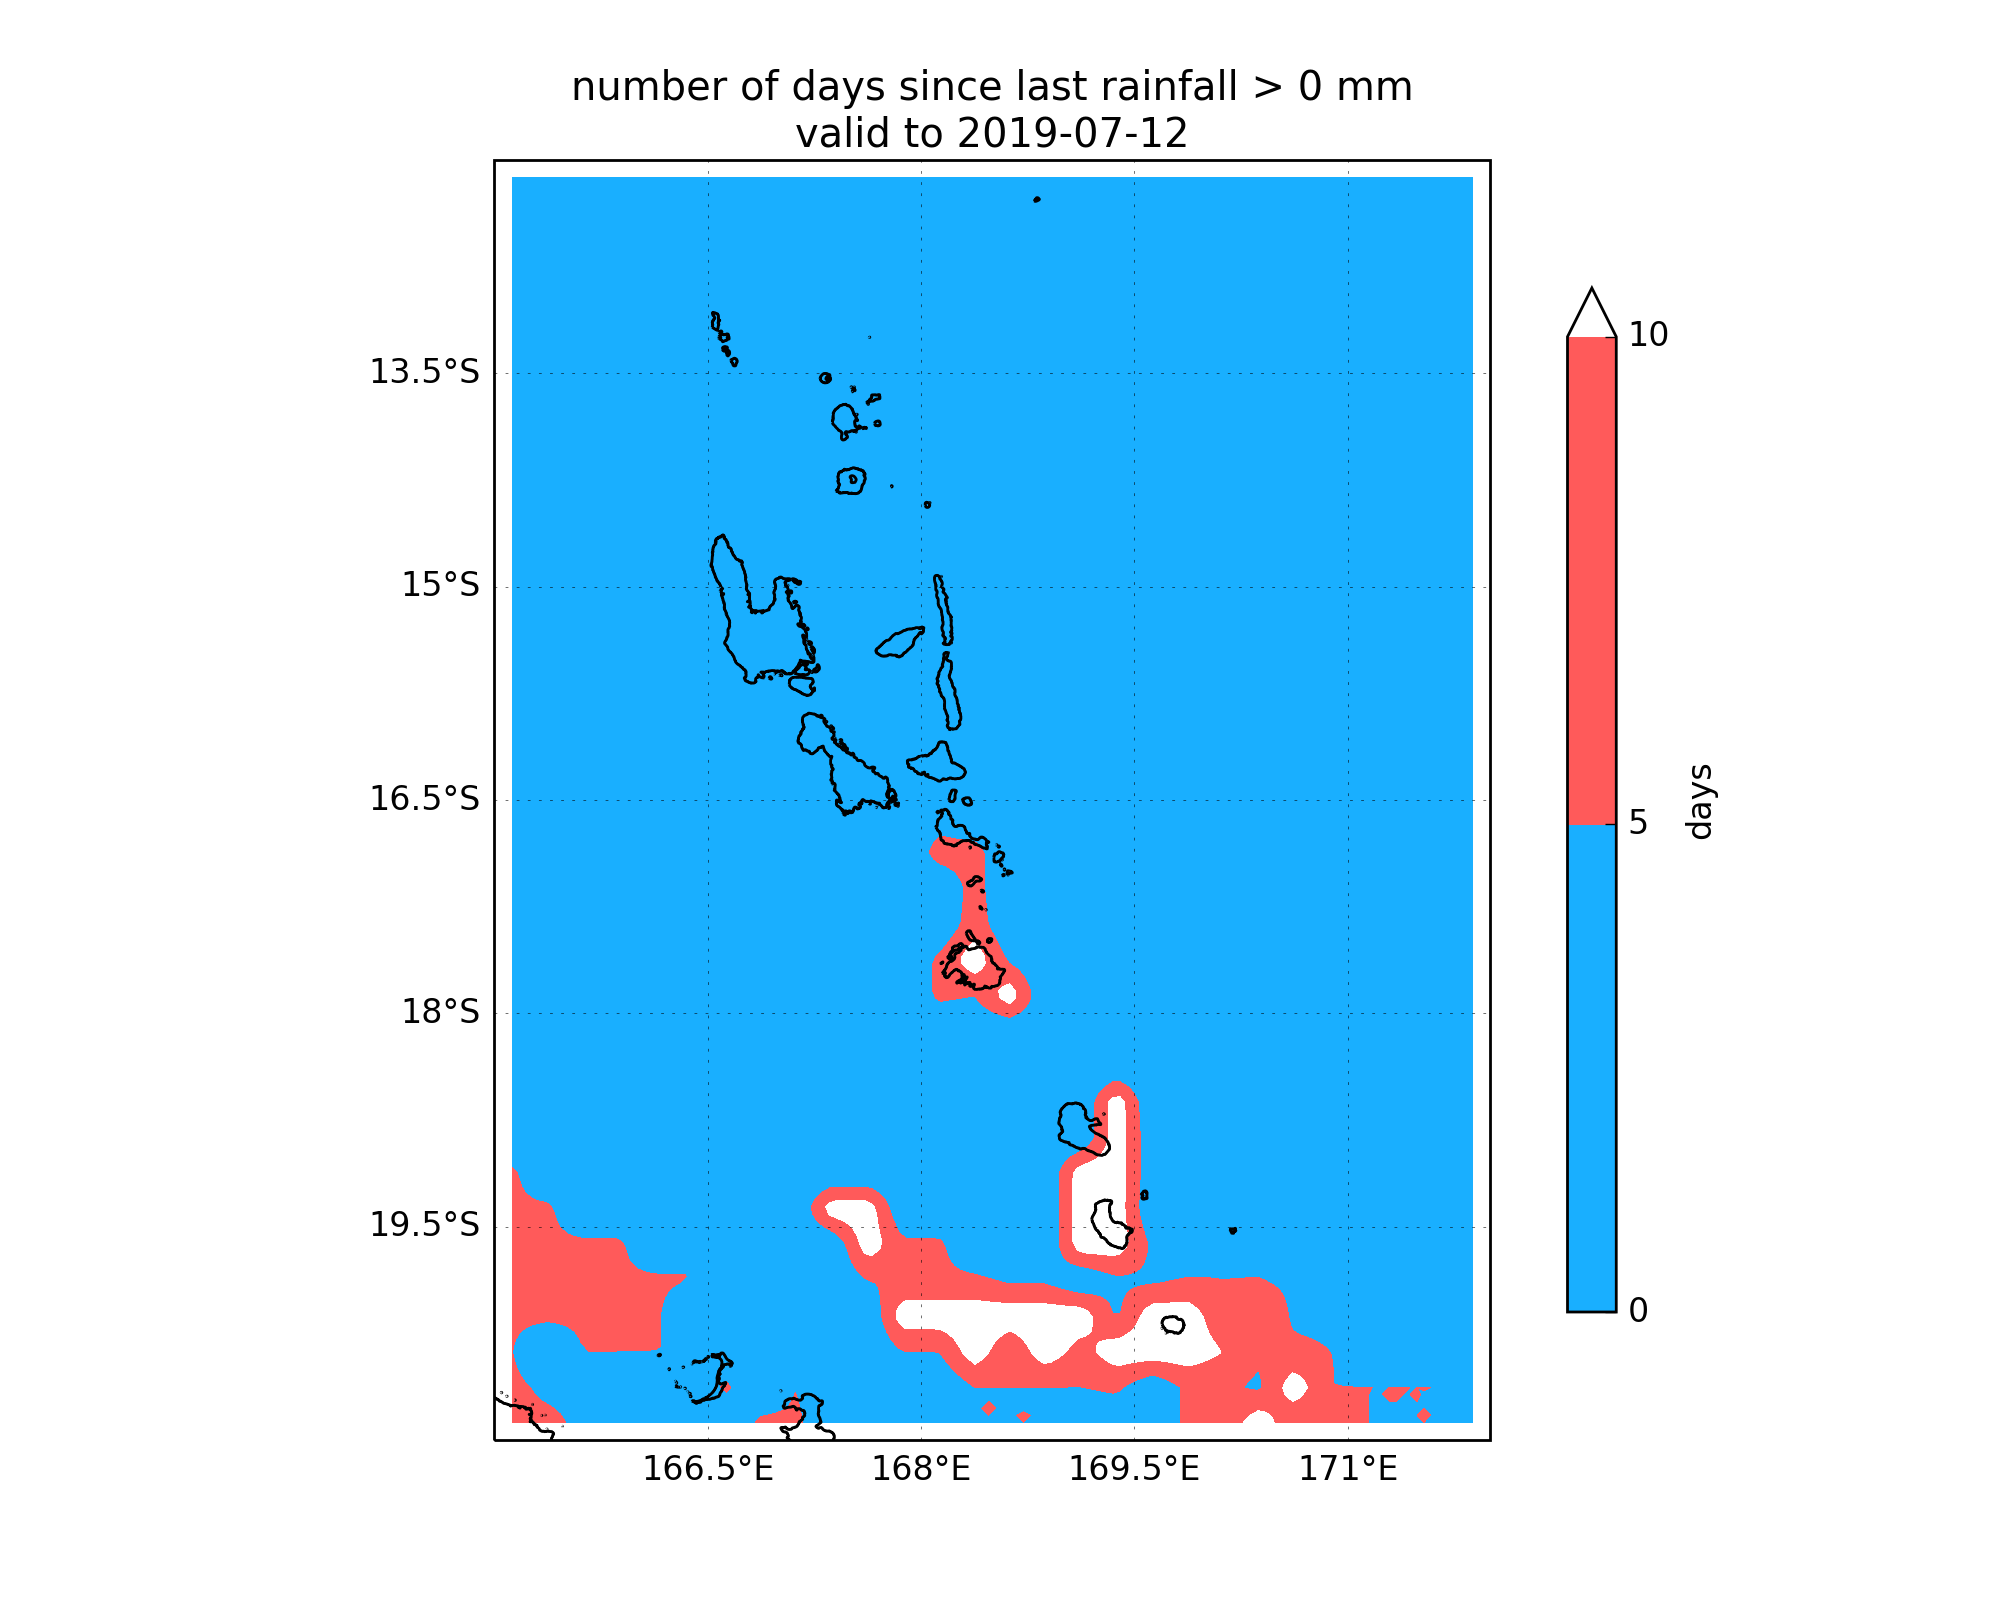 number of days since last rainfall > 0 mm
valid to 2019-07-12
13.5°S
15°S
16.5°S
18°S
19.5°S
166.5°E
168°E
169.5°E
171°E
10
5
0
days